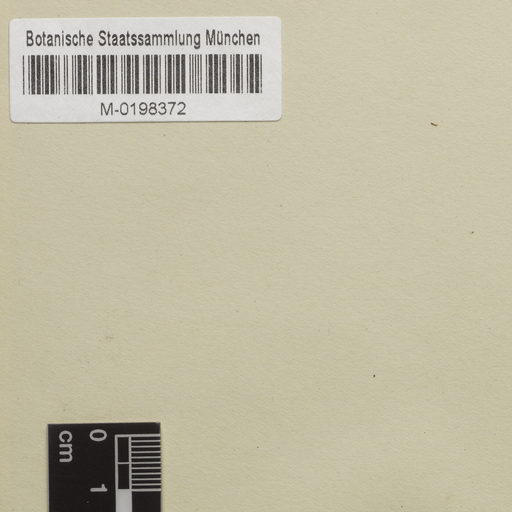 Botanische Staatssammlung München
M-0198372
0 1
cm